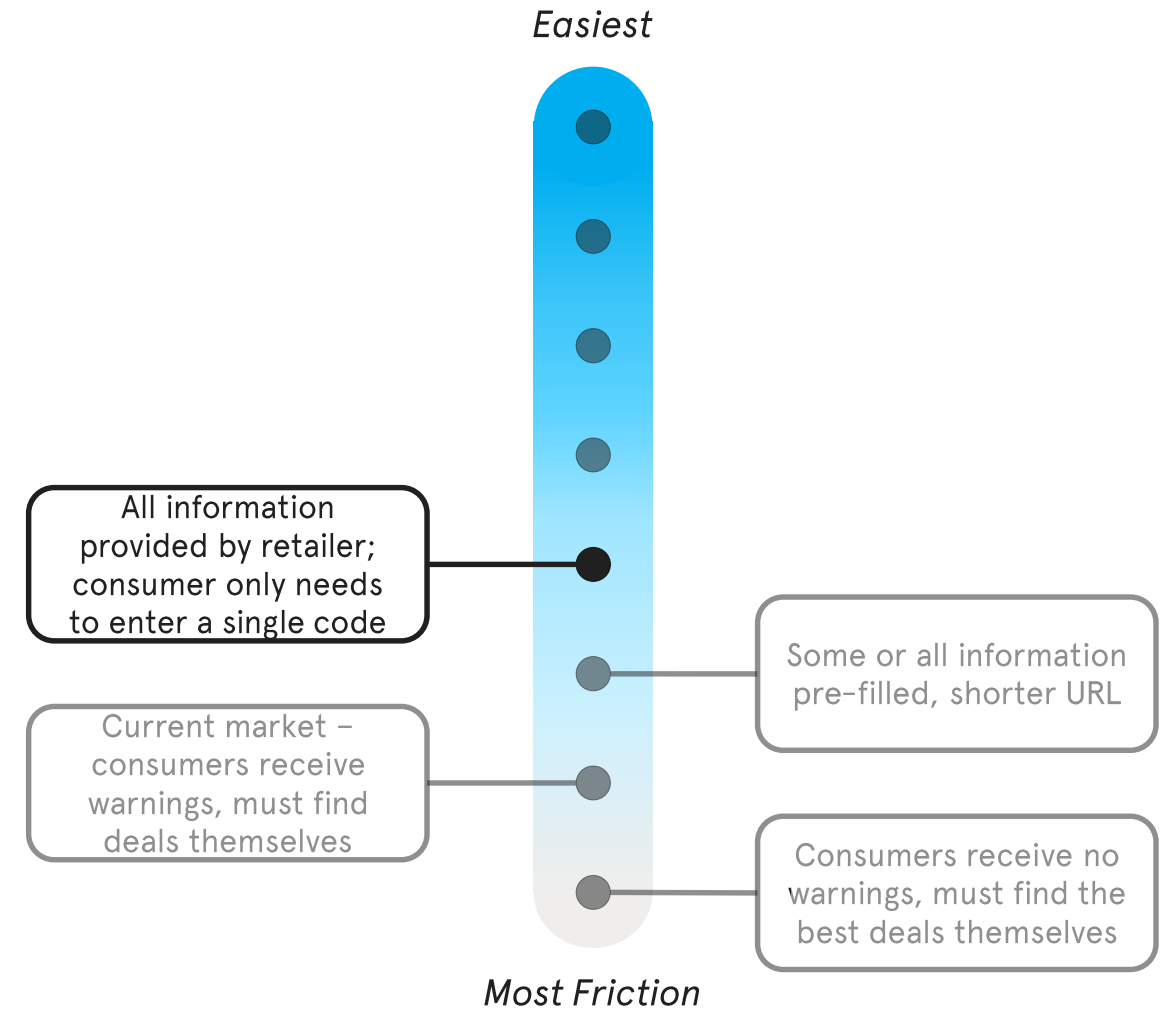 Easiest
All information
provided by retailer;
consumer only needs
to enter a single code
Some or all information
pre-filled, shorter URL
Current market –
consumers receive
warnings, must find
deals themselves
Consumers receive no
warnings, must find the
best deals themselves
Most Friction